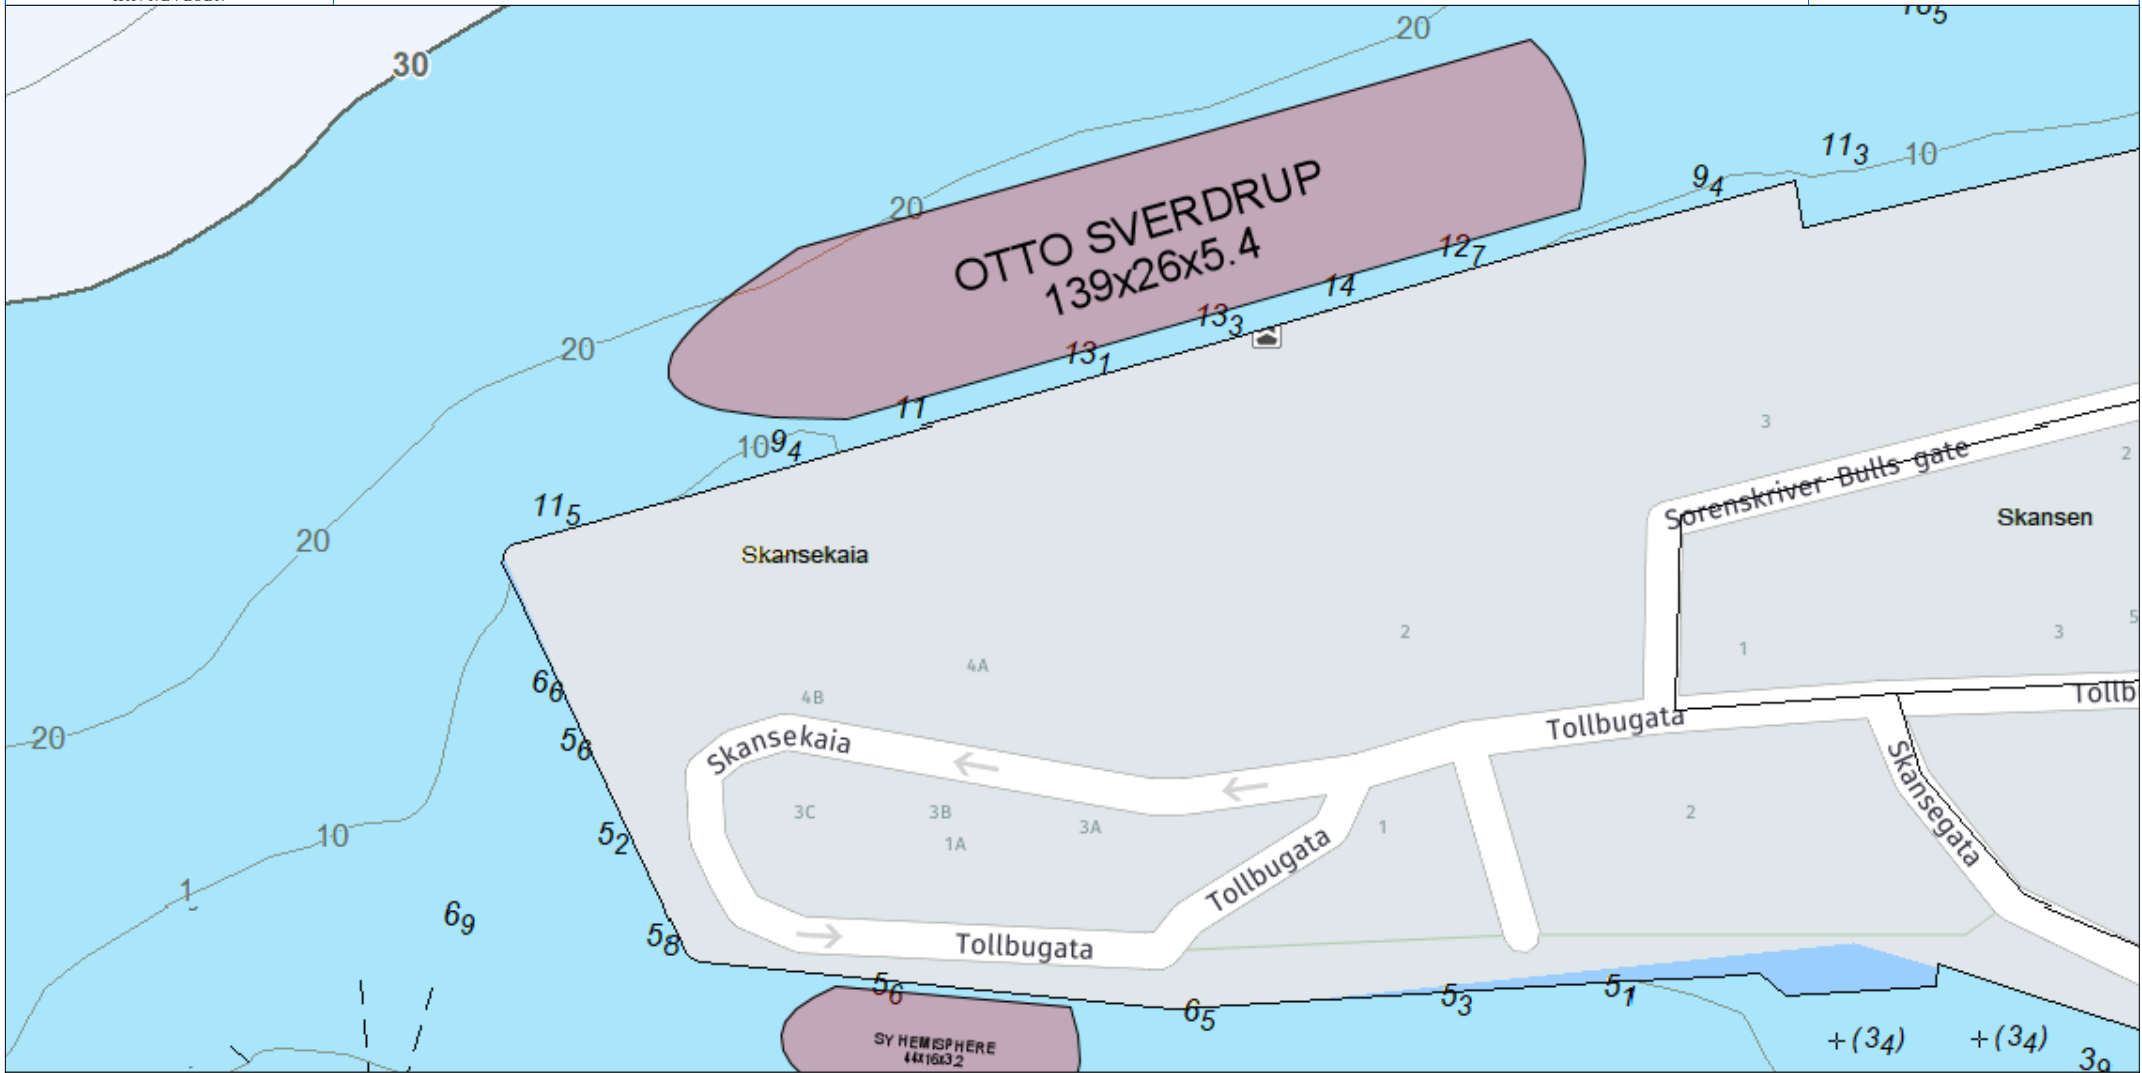 20
10₅
30
11₃
10
9₄
20
OTTO SVERDRUP
139x26x5.4
12₇
14
13₃
20
13₁
11
10
9₄
3
Sorenskriver Bulls gate
2
11₅
Skansen
20
Skansekaia
5
2
3
1
4A
6₆
4B
Tollb
Tollbugata
20
5₆
Skansekaia
Skansegata
3C
3B
3A
1
2
10
5₂
1A
Tollbugata
6₉
5₈
Tollbugata
5₆
5₃
5₁
6₅
SY HEMISPHERE
44x16x3.2
+(3₄)
+(3₄)
3₉